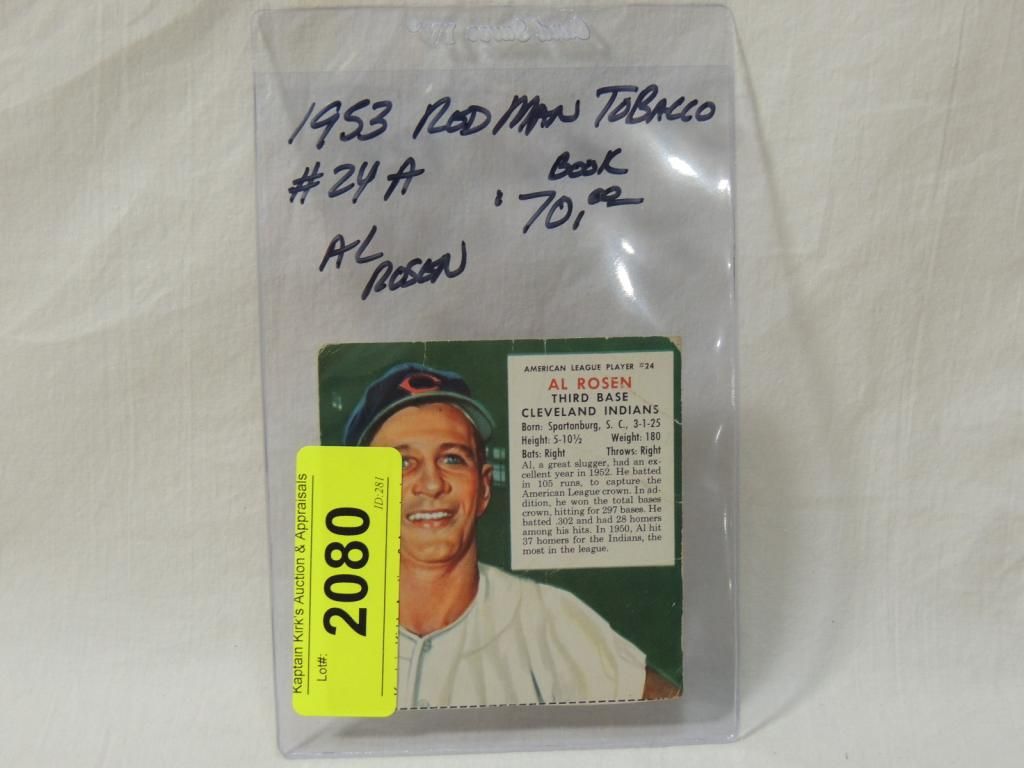 1953 RED MAN TOBACCO
#24A BOOK
$70.00
AL
ROSEN
AMERICAN LEAGUE PLAYER #24
AL ROSEN
THIRD BASE
CLEVELAND INDIANS
Born: Spartanburg, S. C., 3-1-25
Height: 5-10½ Weight: 180
Bats: Right Throws: Right
Al, a great slugger, had an ex-
cellent year in 1952. He batted
in 105 runs, to capture the
American League crown. In ad-
dition, he won the total bases
crown, hitting for 297 bases. He
batted .302 and had 28 homers
among his hits. In 1950, Al hit
37 homers for the Indians, the
most in the league.
C
Kaptain Kirk's Auction & Appraisals
Lot#: 2080
ID:281